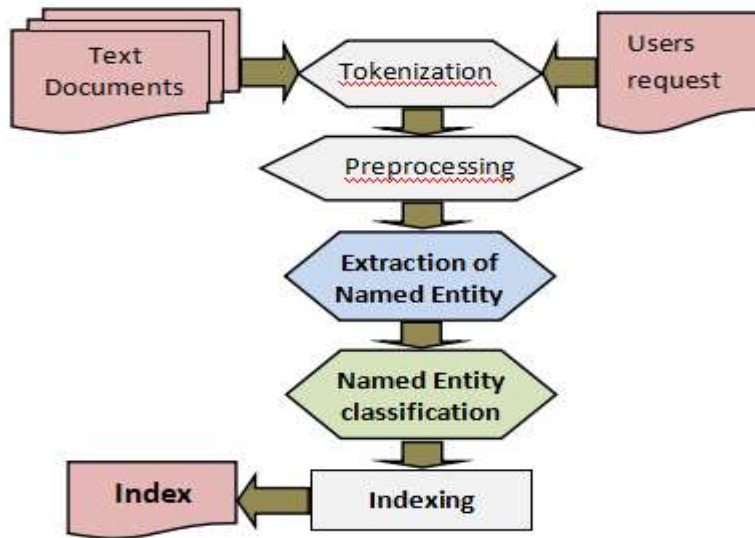 Text
Documents
Tokenization
Users
request
Preprocessing
Extraction of
Named Entity
Named Entity
classification
Index
Indexing